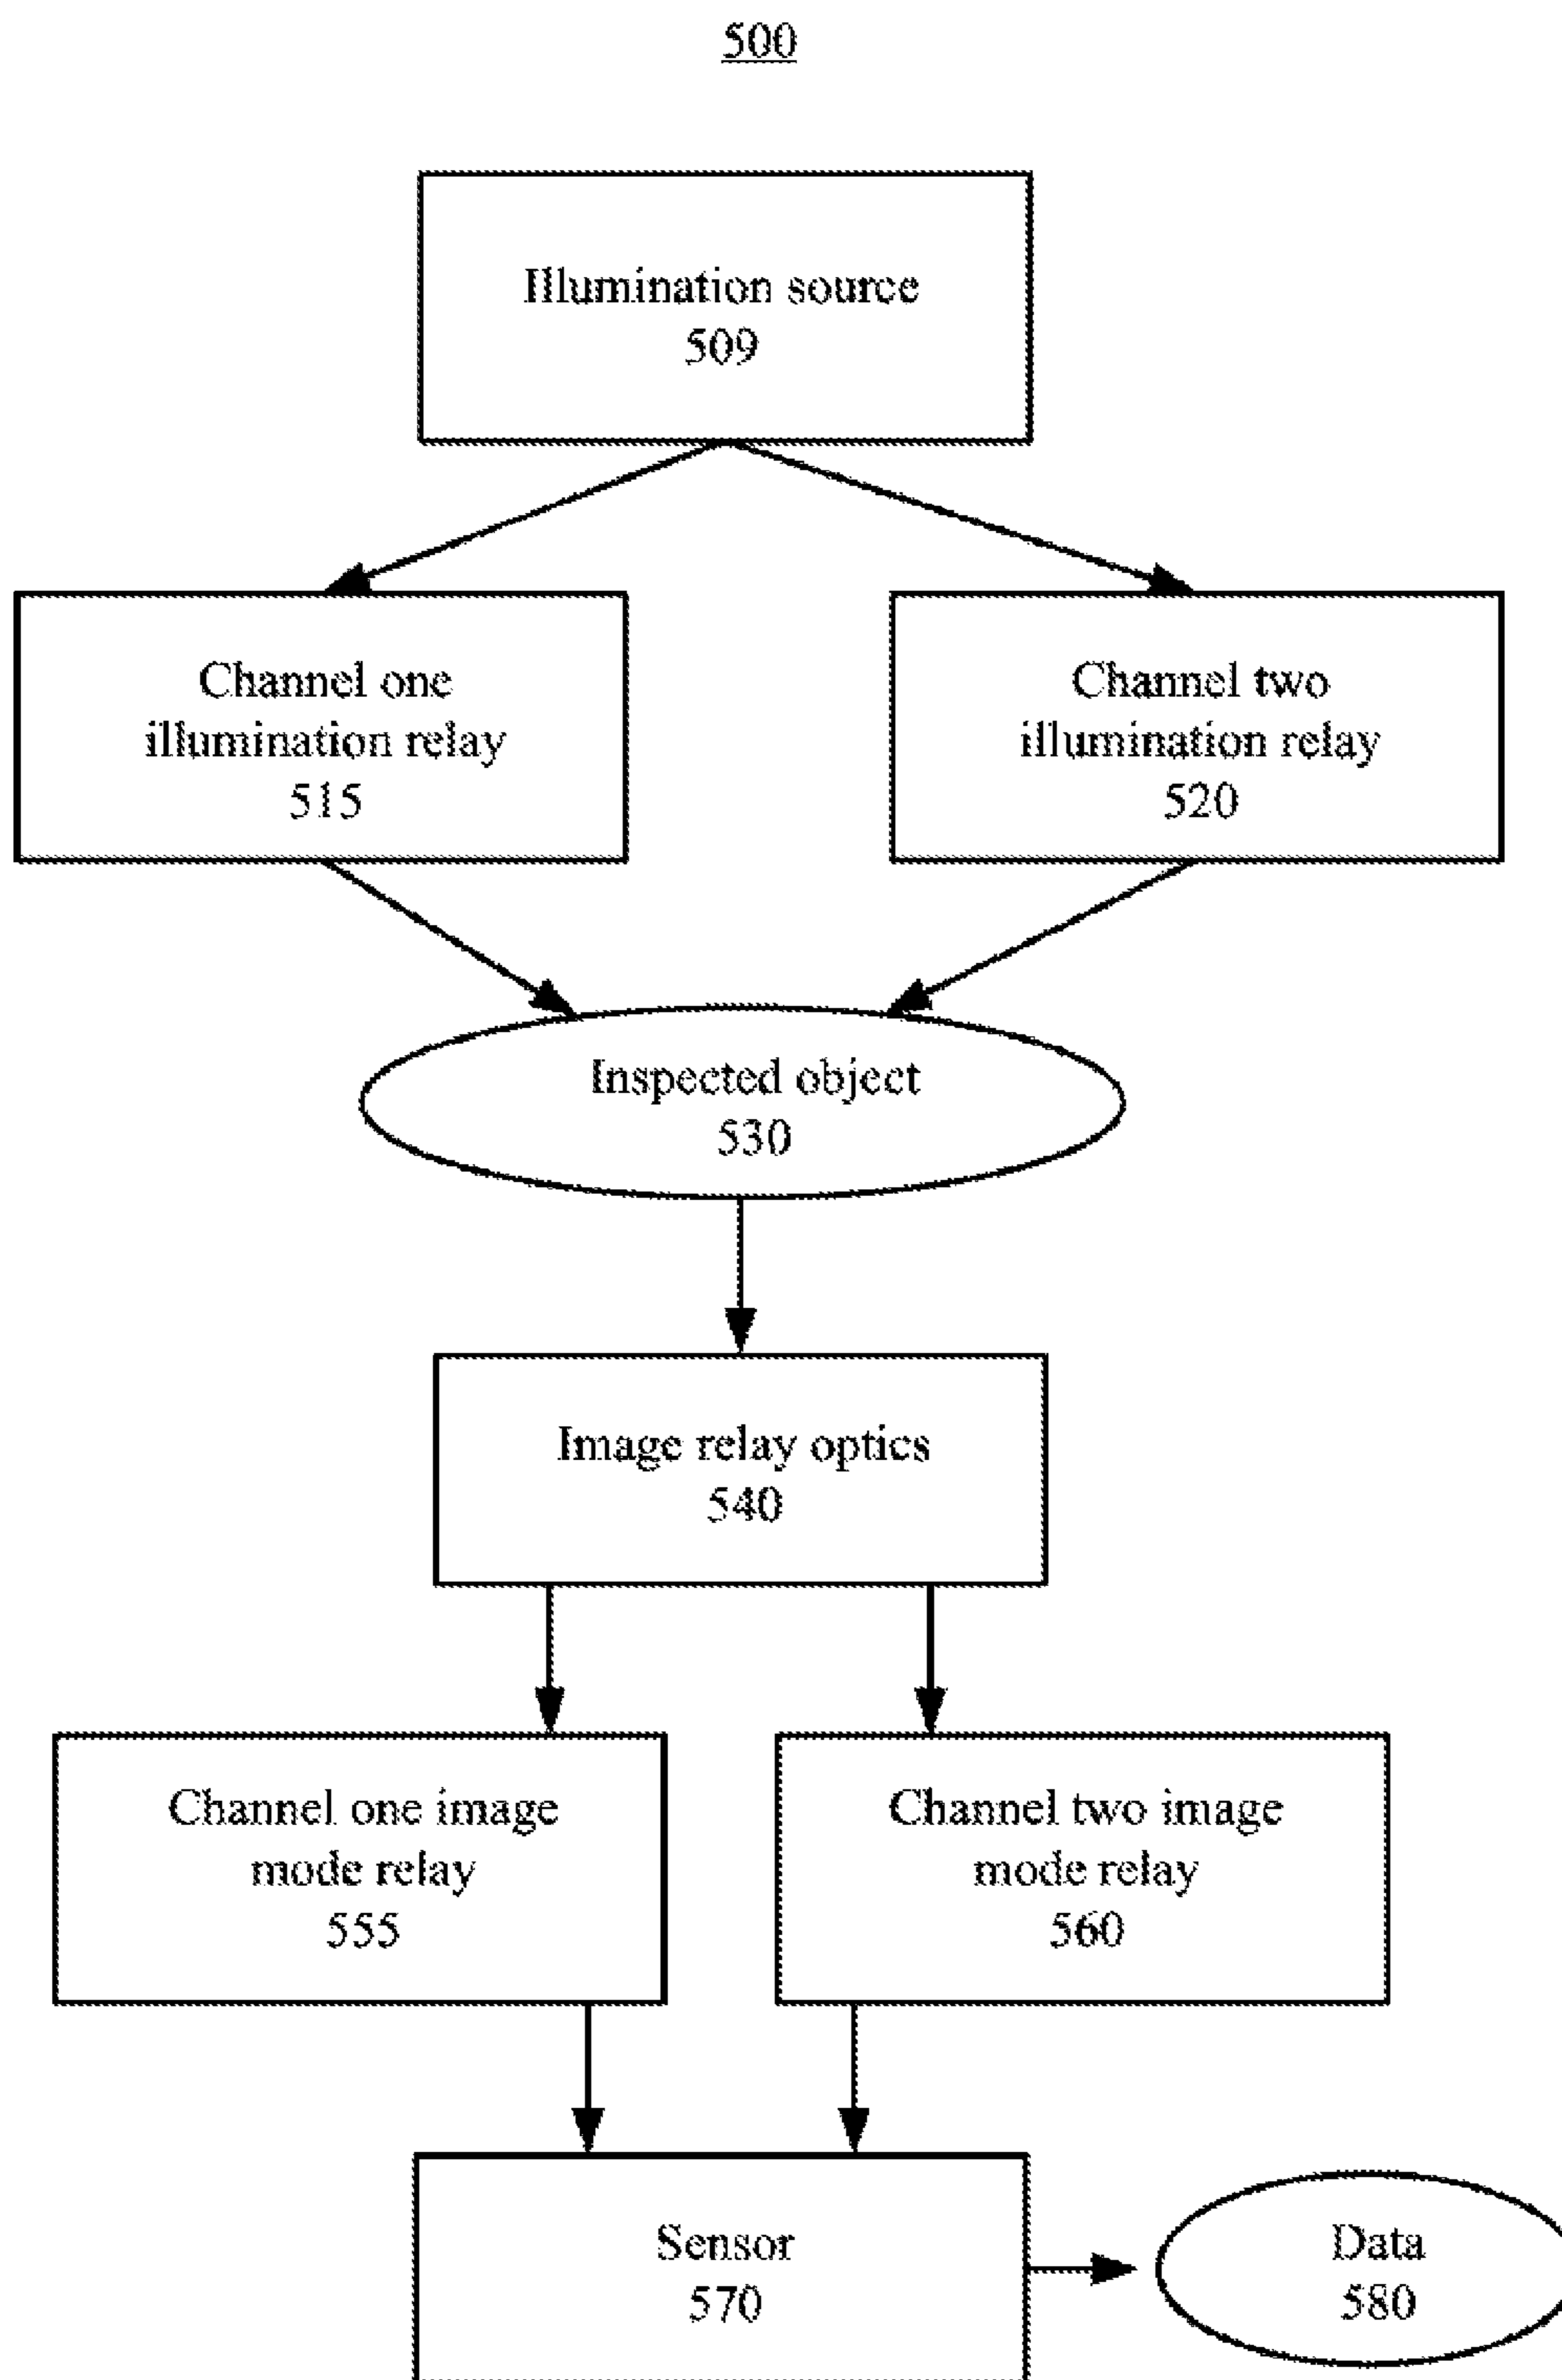 500
Illumination source
509
Channel one
illumination relay
515
Channel two
illumination relay
520
Inspected object
530
Image relay optics
540
Channel one image
mode relay
555
Channel two image
mode relay
560
Sensor
570
Data
580